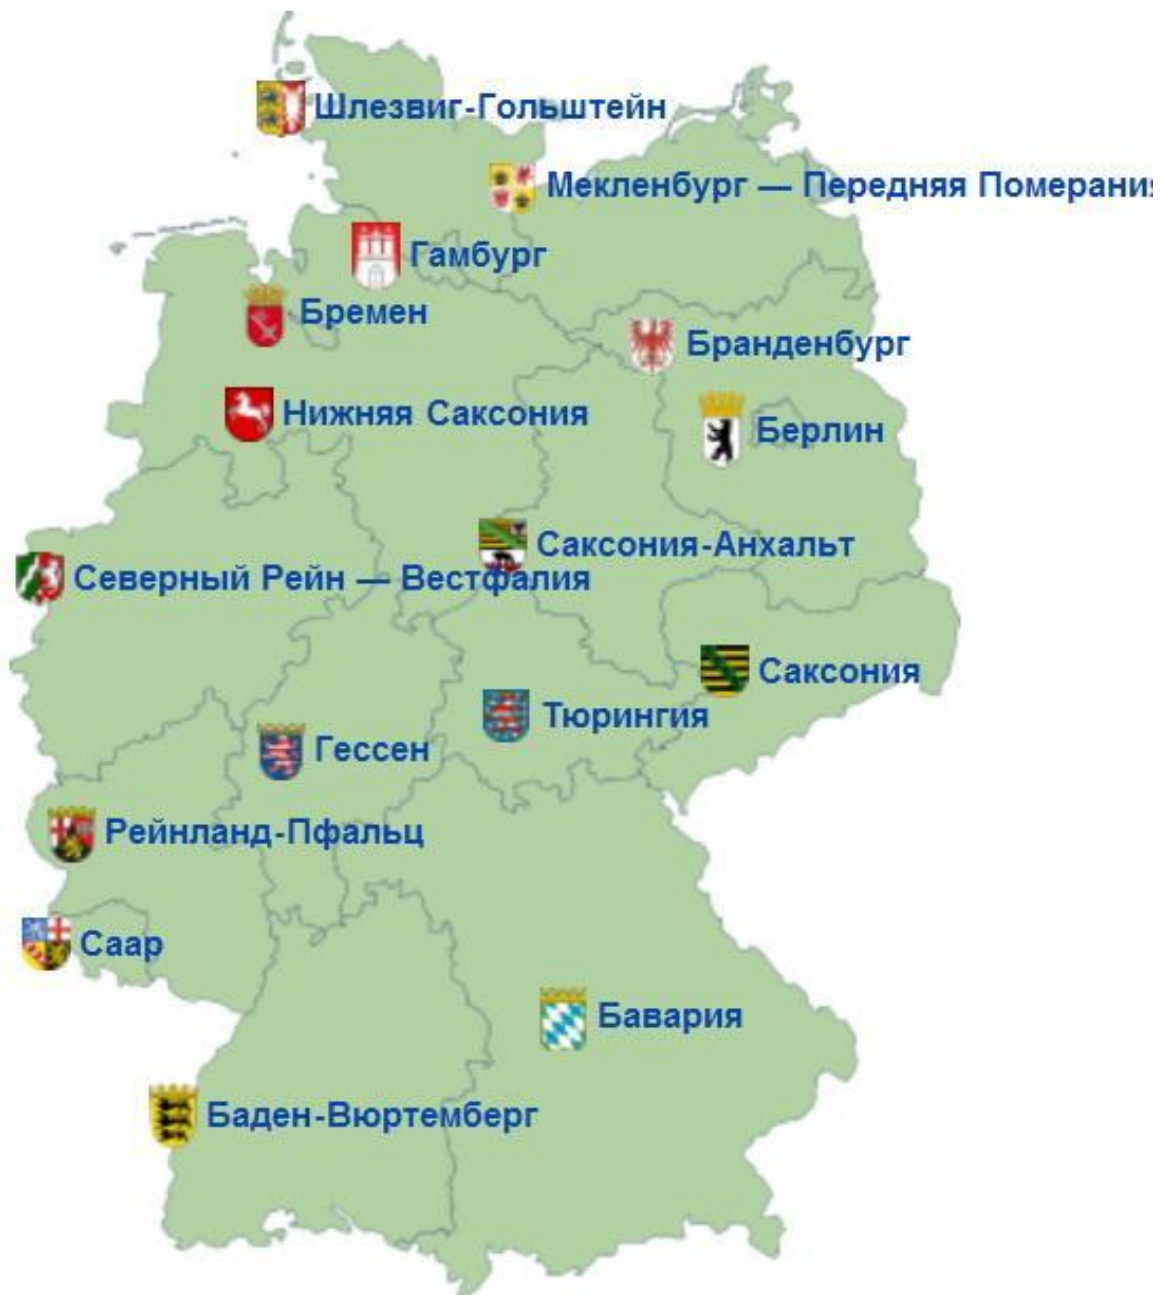 Шлезвиг-Гольштейн
Мекленбург — Передняя Померания
Гамбург
Бремен
Бранденбург
Нижняя Саксония
Берлин
Саксония-Анхальт
Северный Рейн — Вестфалия
Саксония
Тюрингия
Гессен
Рейнланд-Пфальц
Саар
Бавария
Баден-Вюртемберг